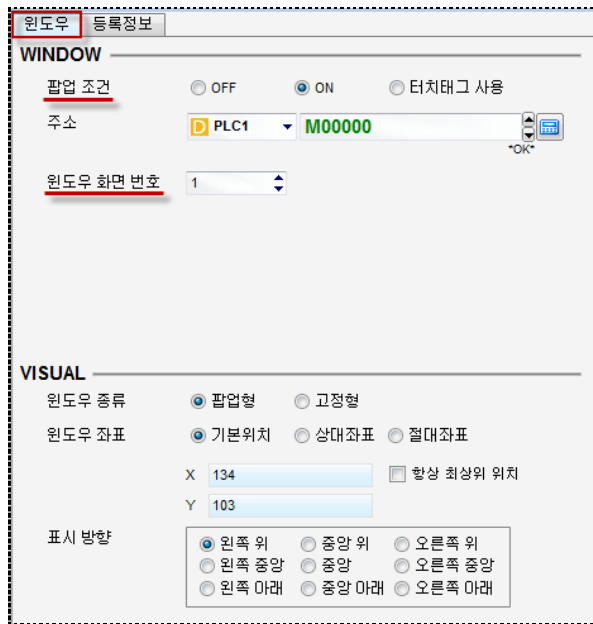 윈도우 등록정보
WINDOW
팝업 조건 OFF ON 터치태그 사용
주소 D PLC1 M00000
*OK*
윈도우 화면 번호 1
VISUAL
윈도우 종류 팝업형 고정형
윈도우 좌표 기본위치 상대좌표 절대좌표
X 134 항상 최상위 위치
Y 103
표시 방향 왼쪽 위 중앙 위 오른쪽 위
왼쪽 중앙 중앙 오른쪽 중앙
왼쪽 아래 중앙 아래 오른쪽 아래